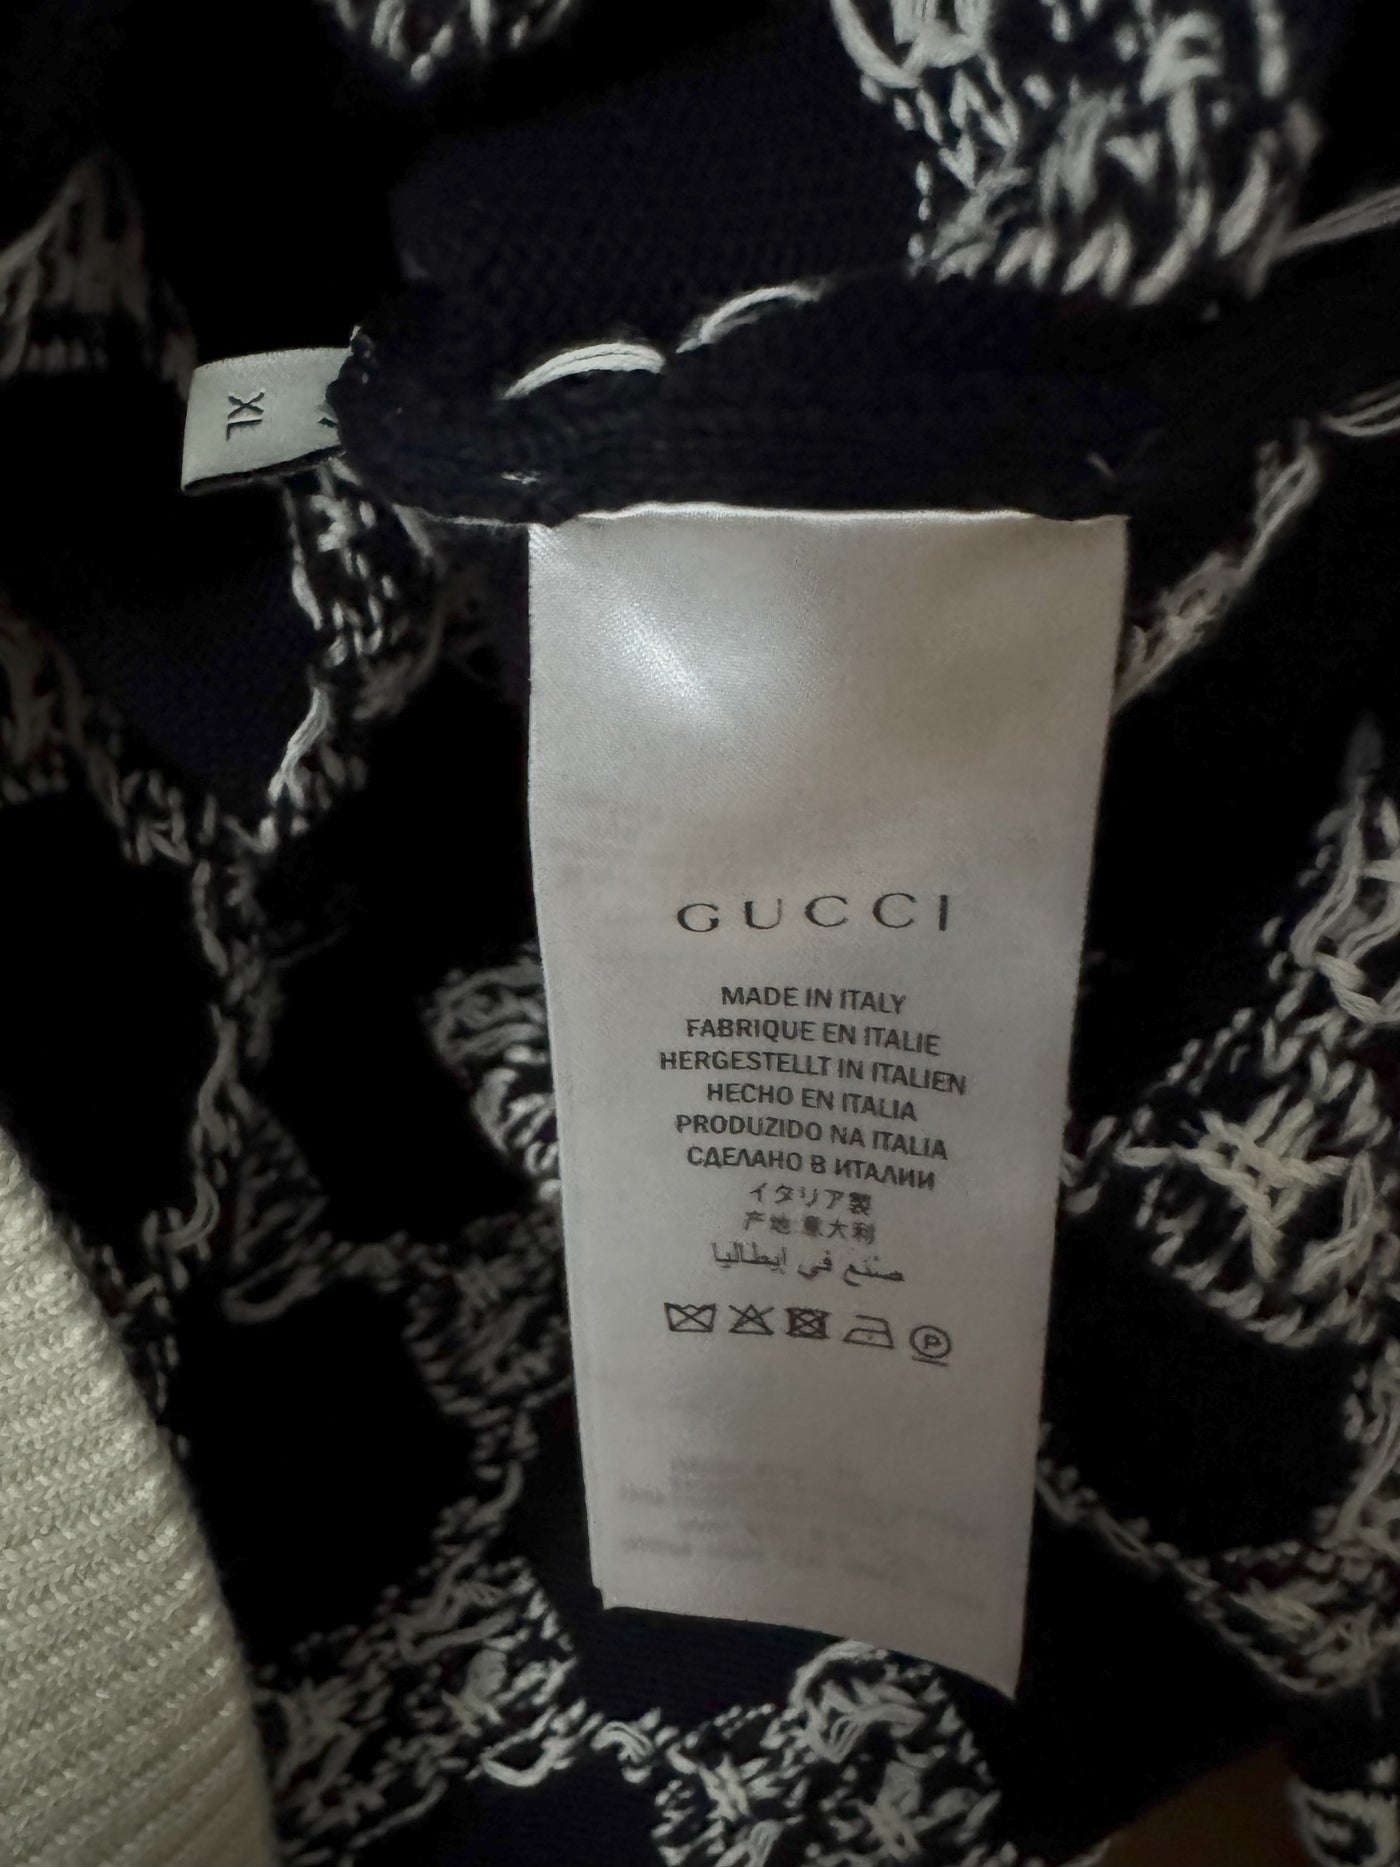 XL
GUCCI
MADE IN ITALY
FABRIQUE EN ITALIE
HERGESTELLT IN ITALIEN
HECHO EN ITALIA
PRODUZIDO NA ITALIA
СДЕЛАНО В ИТАЛИИ
イタリア製
产地 意大利
صنع في إيطاليا
P